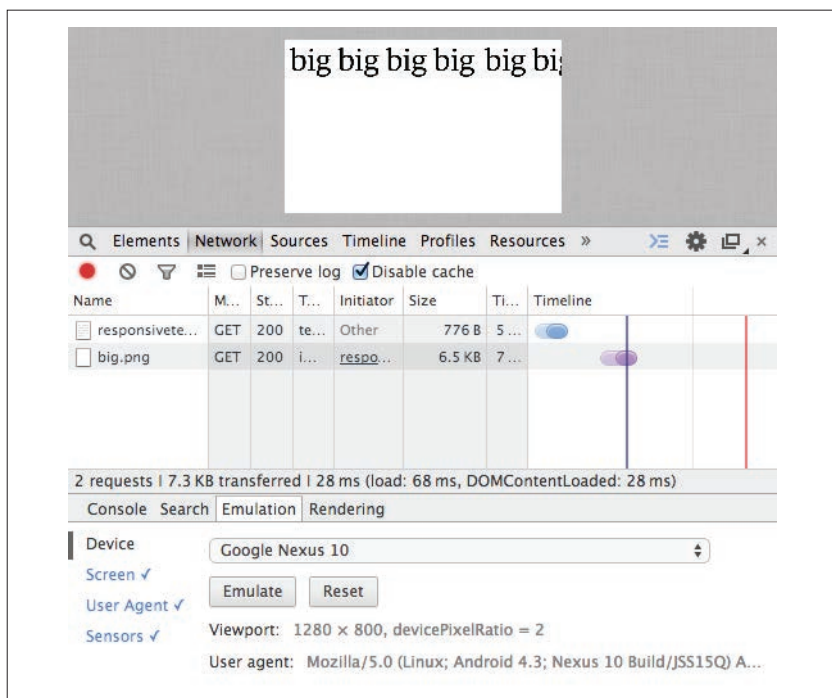 big big big big big big
Elements Network Sources Timeline Profiles Resources »
Preserve log Disable cache
Name M... St... T... Initiator Size Ti... Timeline
responsivete... GET 200 te... Other 776 B 5 ...
big.png GET 200 i... respo... 6.5 KB 7 ...
2 requests | 7.3 KB transferred | 28 ms (load: 68 ms, DOMContentLoaded: 28 ms)
Console Search Emulation Rendering
Device
Google Nexus 10
Screen ✓
Emulate Reset
User Agent ✓
Sensors ✓
Viewport: 1280 × 800, devicePixelRatio = 2
User agent: Mozilla/5.0 (Linux; Android 4.3; Nexus 10 Build/JSS15Q) A...